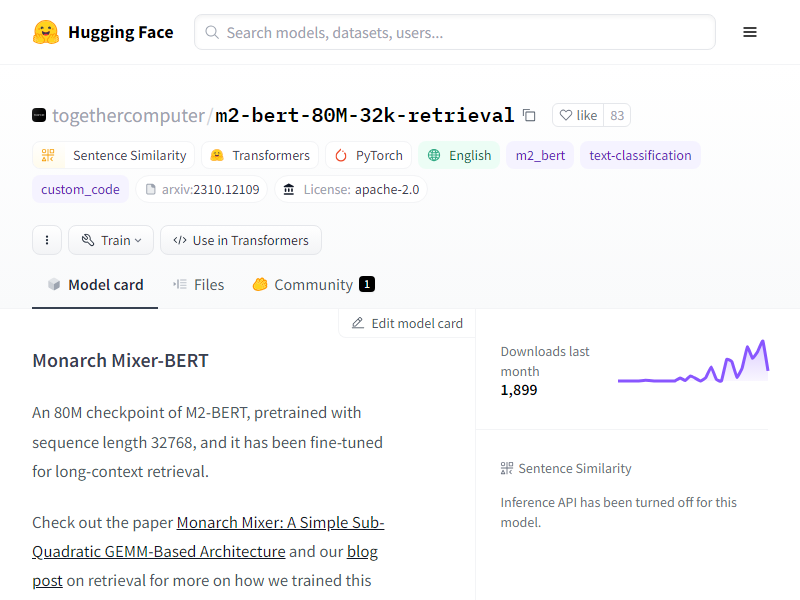 Hugging Face
Search models, datasets, users...
togethercomputer/m2-bert-80M-32k-retrieval
like 83
Sentence Similarity Transformers PyTorch English m2_bert text-classification
custom_code arxiv:2310.12109 License: apache-2.0
Train Use in Transformers
Model card Files Community 1
Edit model card
Monarch Mixer-BERT
An 80M checkpoint of M2-BERT, pretrained with
sequence length 32768, and it has been fine-tuned
for long-context retrieval.
Check out the paper Monarch Mixer: A Simple Sub-
Quadratic GEMM-Based Architecture and our blog
post on retrieval for more on how we trained this
Downloads last
month
1,899
Sentence Similarity
Inference API has been turned off for this
model.